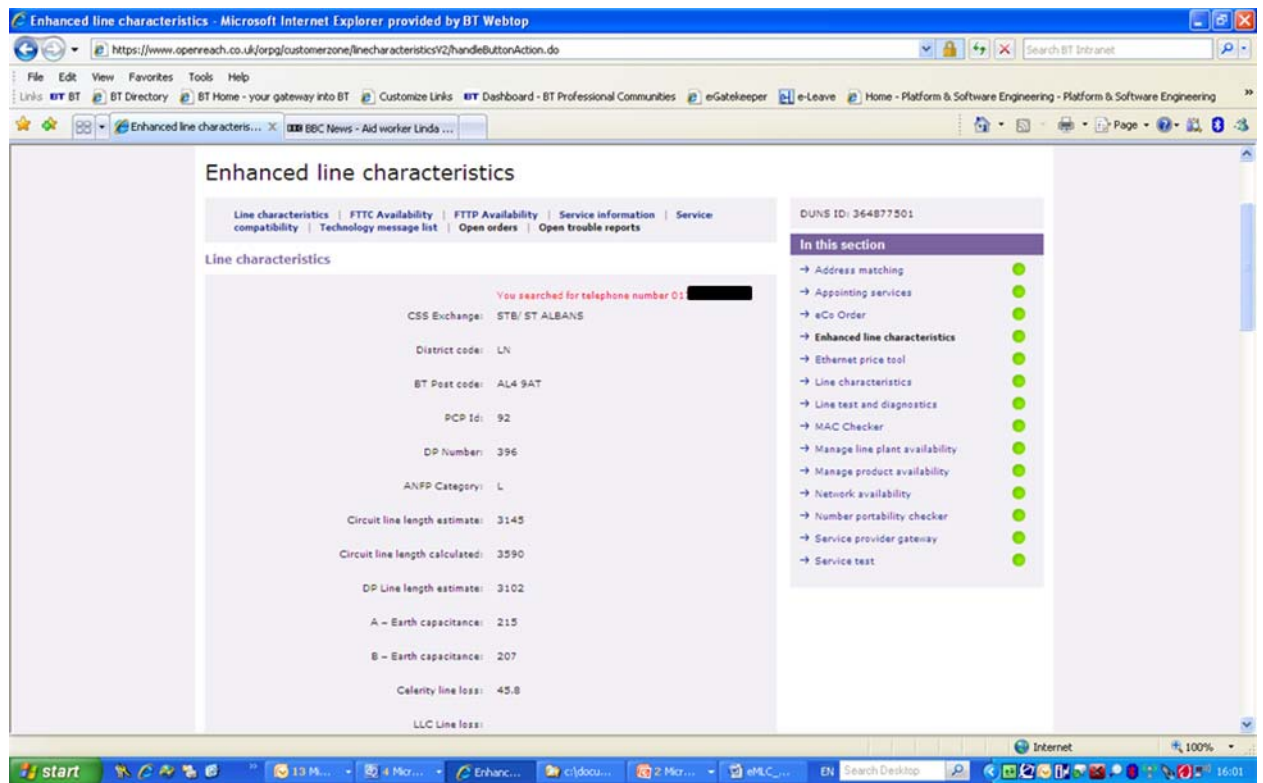 Enhanced line characteristics - Microsoft Internet Explorer provided by BT Webtop
https://www.openreach.co.uk/orpg/customerzone/linecharacteristicsV2/handleButtonAction.do
Search BT Intranet
File Edit View Favorites Tools Help
Links BT BT BT Directory BT Home - your gateway into BT Customize Links BT Dashboard - BT Professional Communities eGatekeeper e-Leave Home - Platform & Software Engineering - Platform & Software Engineering »
Enhanced line characteris... BBC News - Aid worker Linda ... Page
Enhanced line characteristics
Line characteristics | FTTC Availability | FTTP Availability | Service information | Service
compatibility | Technology message list | Open orders | Open trouble reports
Line characteristics
You searched for telephone number 01
CSS Exchange: STB/ ST ALBANS
District code: LN
BT Post code: AL4 9AT
PCP Id: 92
DP Number: 396
ANFP Category: L
Circuit line length estimate: 3145
Circuit line length calculated: 3590
DP Line length estimate: 3102
A – Earth capacitance: 215
B – Earth capacitance: 207
Celerity line loss: 45.8
LLC Line loss:
DUNS ID: 364877501
In this section
→ Address matching
→ Appointing services
→ eCo Order
→ Enhanced line characteristics
→ Ethernet price tool
→ Line characteristics
→ Line test and diagnostics
→ MAC Checker
→ Manage line plant availability
→ Manage product availability
→ Network availability
→ Number portability checker
→ Service provider gateway
→ Service test
Internet 100%
start » 13 Mi... 4 Micr... Enhanc... c:\docu... 2 Micr... eMLC_... EN Search Desktop 16:01